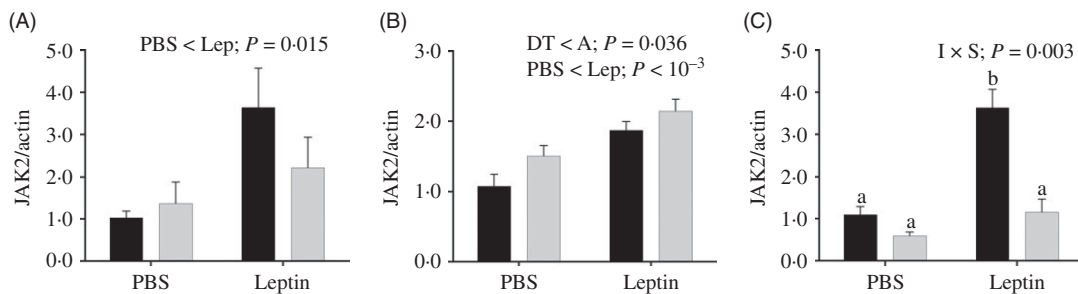 (A)
PBS < Lep; P = 0·015
JAK2/actin
5·0
4·0
3·0
2·0
1·0
0·0
PBS Leptin
(B)
DT < A; P = 0·036
PBS < Lep; P < 10⁻³
JAK2/actin
3·0
2·0
1·0
0·0
PBS Leptin
(C)
I × S; P = 0·003
JAK2/actin
5·0
4·0
3·0
2·0
1·0
0·0
a
a
b
a
PBS Leptin